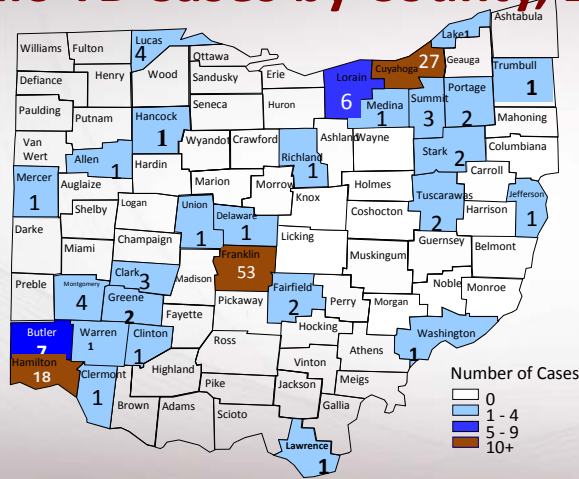 TB Cases by County,
Ashtabula
Lake 1
Williams
Fulton
Lucas
4
Ottawa
Cuyahoga
27
Geauga
Trumbull
1
Defiance
Henry
Wood
Sandusky
Erie
Lorain
6
Medina
1
Summit
3
Portage
2
Paulding
Putnam
Hancock
1
Seneca
Huron
Mahoning
Van
Wert
Allen
1
Wyandot
Crawford
Richland
1
Ashland
Wayne
Stark
2
Columbiana
Mercer
1
Auglaize
Hardin
Marion
Morrow
Holmes
Carroll
Tuscarawas
2
Jefferson
1
Shelby
Logan
Union
1
Delaware
1
Knox
Coshocton
Harrison
Darke
Champaign
Licking
Guernsey
Belmont
Miami
Franklin
53
Muskingum
Clark
3
Madison
Noble
Monroe
Preble
Montgomery
4
Greene
2
Pickaway
Fairfield
2
Perry
Morgan
Fayette
Hocking
Washington
1
Butler
7
Warren
1
Clinton
1
Ross
Athens
Hamilton
18
Clermont
1
Highland
Vinton
Meigs
Brown
Adams
Pike
Scioto
Jackson
Gallia
Lawrence
1
Number of Cases
0
1 - 4
5 - 9
10+